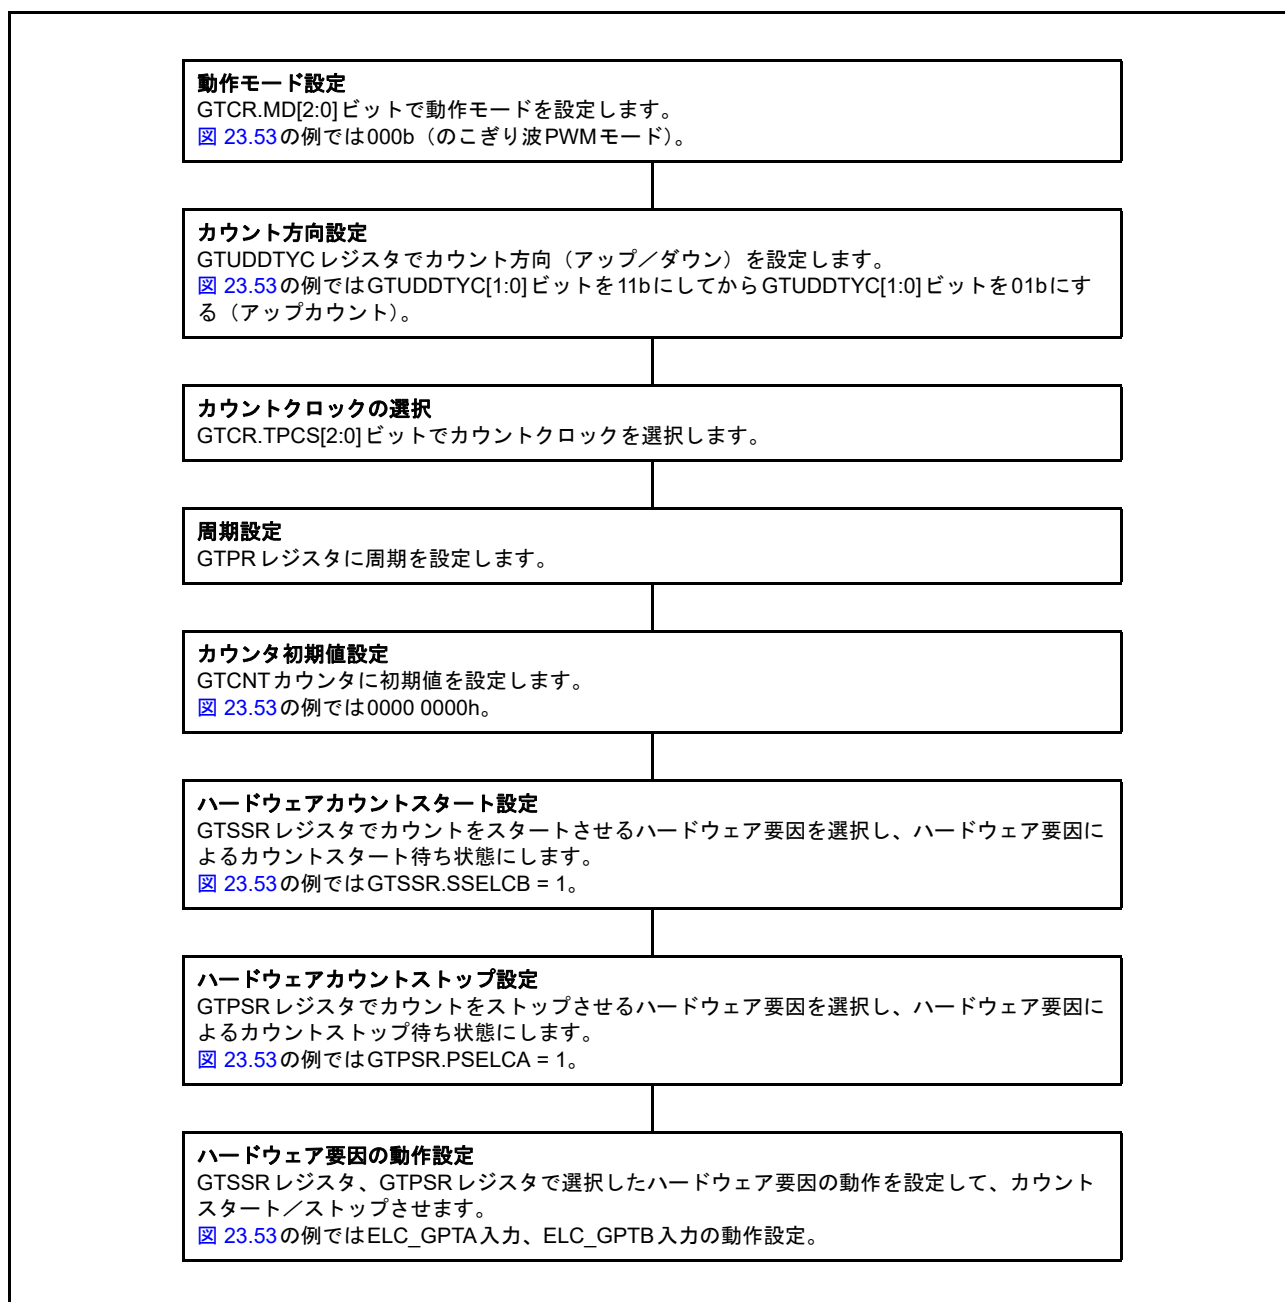 動作モード設定
GTCR.MD[2:0]ビットで動作モードを設定します。
図 23.53の例では000b（のこぎり波PWMモード）。
カウント方向設定
GTUDDTYCレジスタでカウント方向（アップ／ダウン）を設定します。
図 23.53の例ではGTUDDTYC[1:0]ビットを11bにしてからGTUDDTYC[1:0]ビットを01bにす
る（アップカウント）。
カウントクロックの選択
GTCR.TPCS[2:0]ビットでカウントクロックを選択します。
周期設定
GTPRレジスタに周期を設定します。
カウンタ初期値設定
GTCNTカウンタに初期値を設定します。
図 23.53の例では0000 0000h。
ハードウェアカウントスタート設定
GTSSRレジスタでカウントをスタートさせるハードウェア要因を選択し、ハードウェア要因に
よるカウントスタート待ち状態にします。
図 23.53の例ではGTSSR.SSELCB = 1。
ハードウェアカウントストップ設定
GTPSRレジスタでカウントをストップさせるハードウェア要因を選択し、ハードウェア要因に
よるカウントストップ待ち状態にします。
図 23.53の例ではGTPSR.PSELCA = 1。
ハードウェア要因の動作設定
GTSSRレジスタ、GTPSRレジスタで選択したハードウェア要因の動作を設定して、カウント
スタート／ストップさせます。
図 23.53の例ではELC_GPTA入力、ELC_GPTB入力の動作設定。